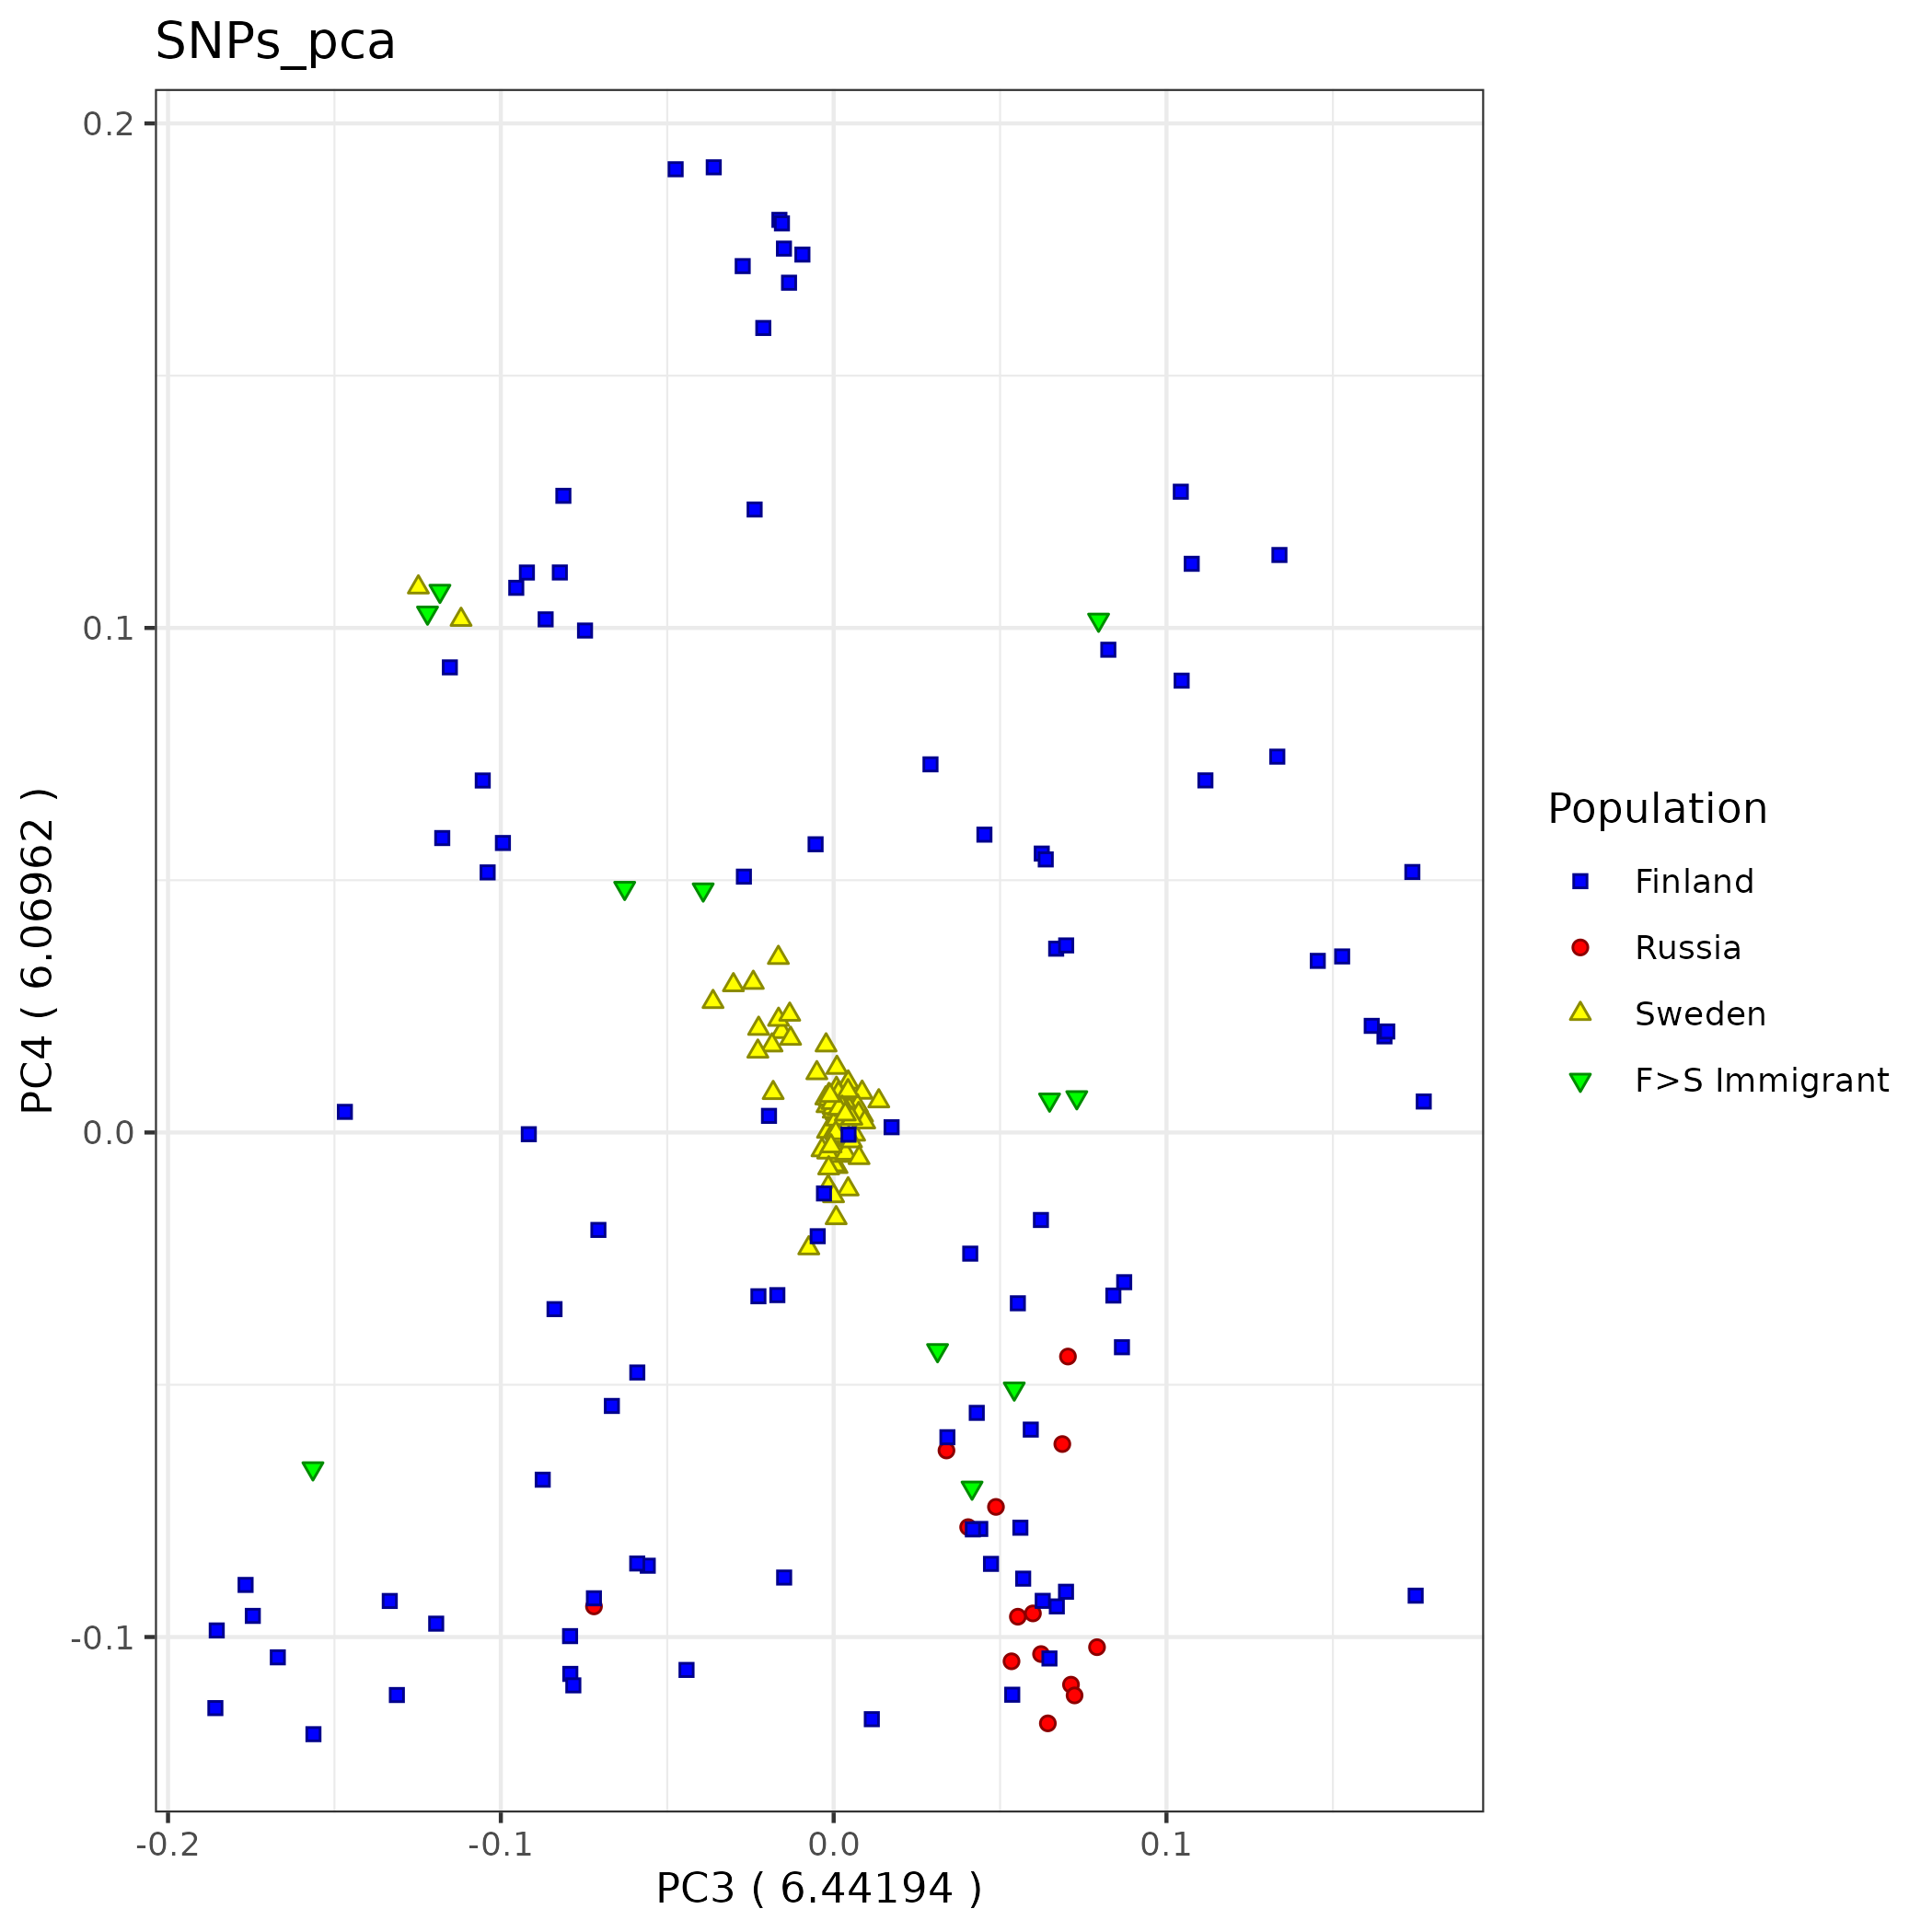 SNPs_pca
0.2
0.1
0.0
-0.1
PC4 ( 6.06962 )
-0.2
-0.1
0.0
0.1
PC3 ( 6.44194 )
Population
Finland
Russia
Sweden
F>S Immigrant